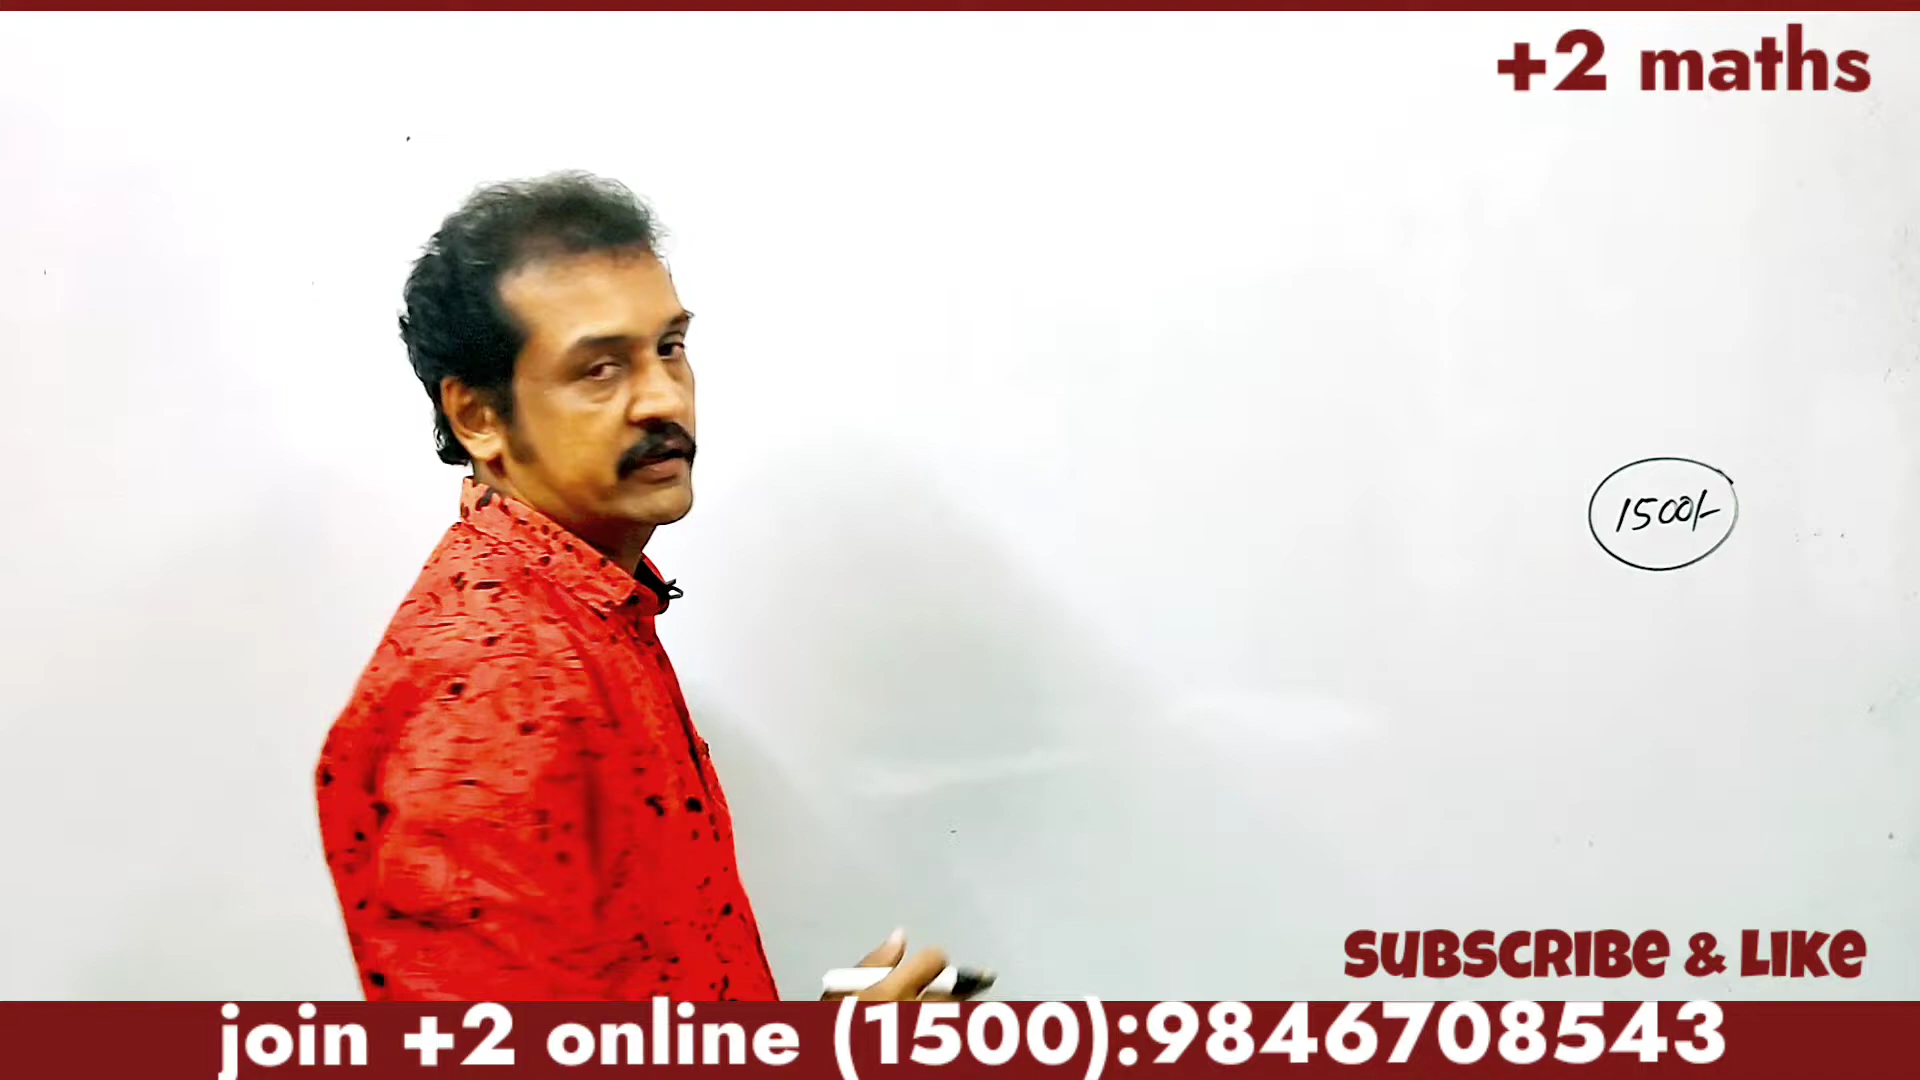 +2 maths
1500/-
SUBSCRIBE & LIKE
join +2 online (1500):9846708543